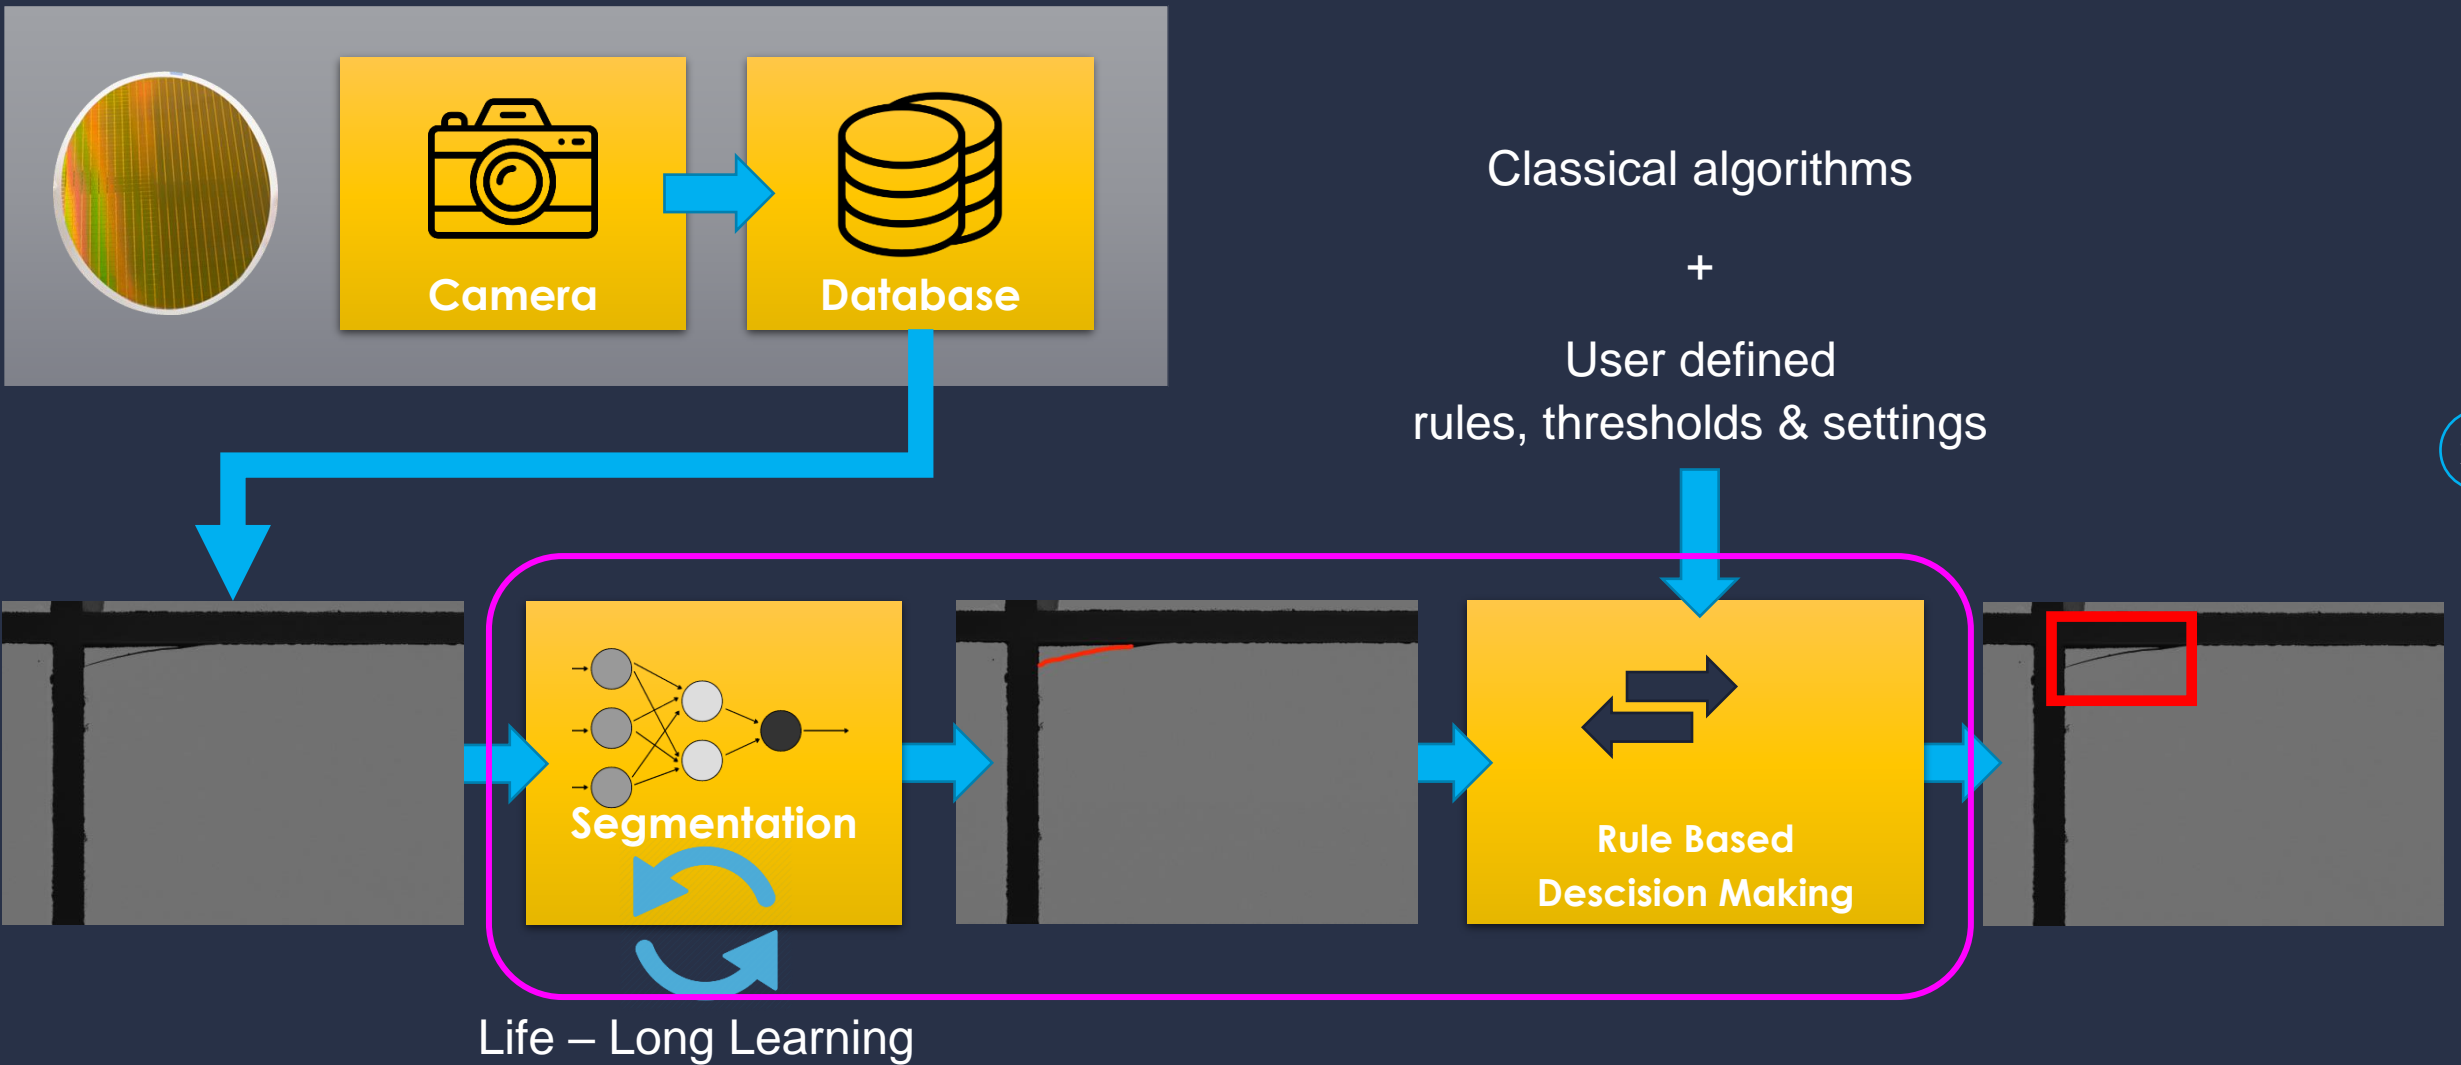 Camera
Database
Classical algorithms
+
User defined
rules, thresholds & settings
Segmentation
Rule Based
Descision Making
Life – Long Learning